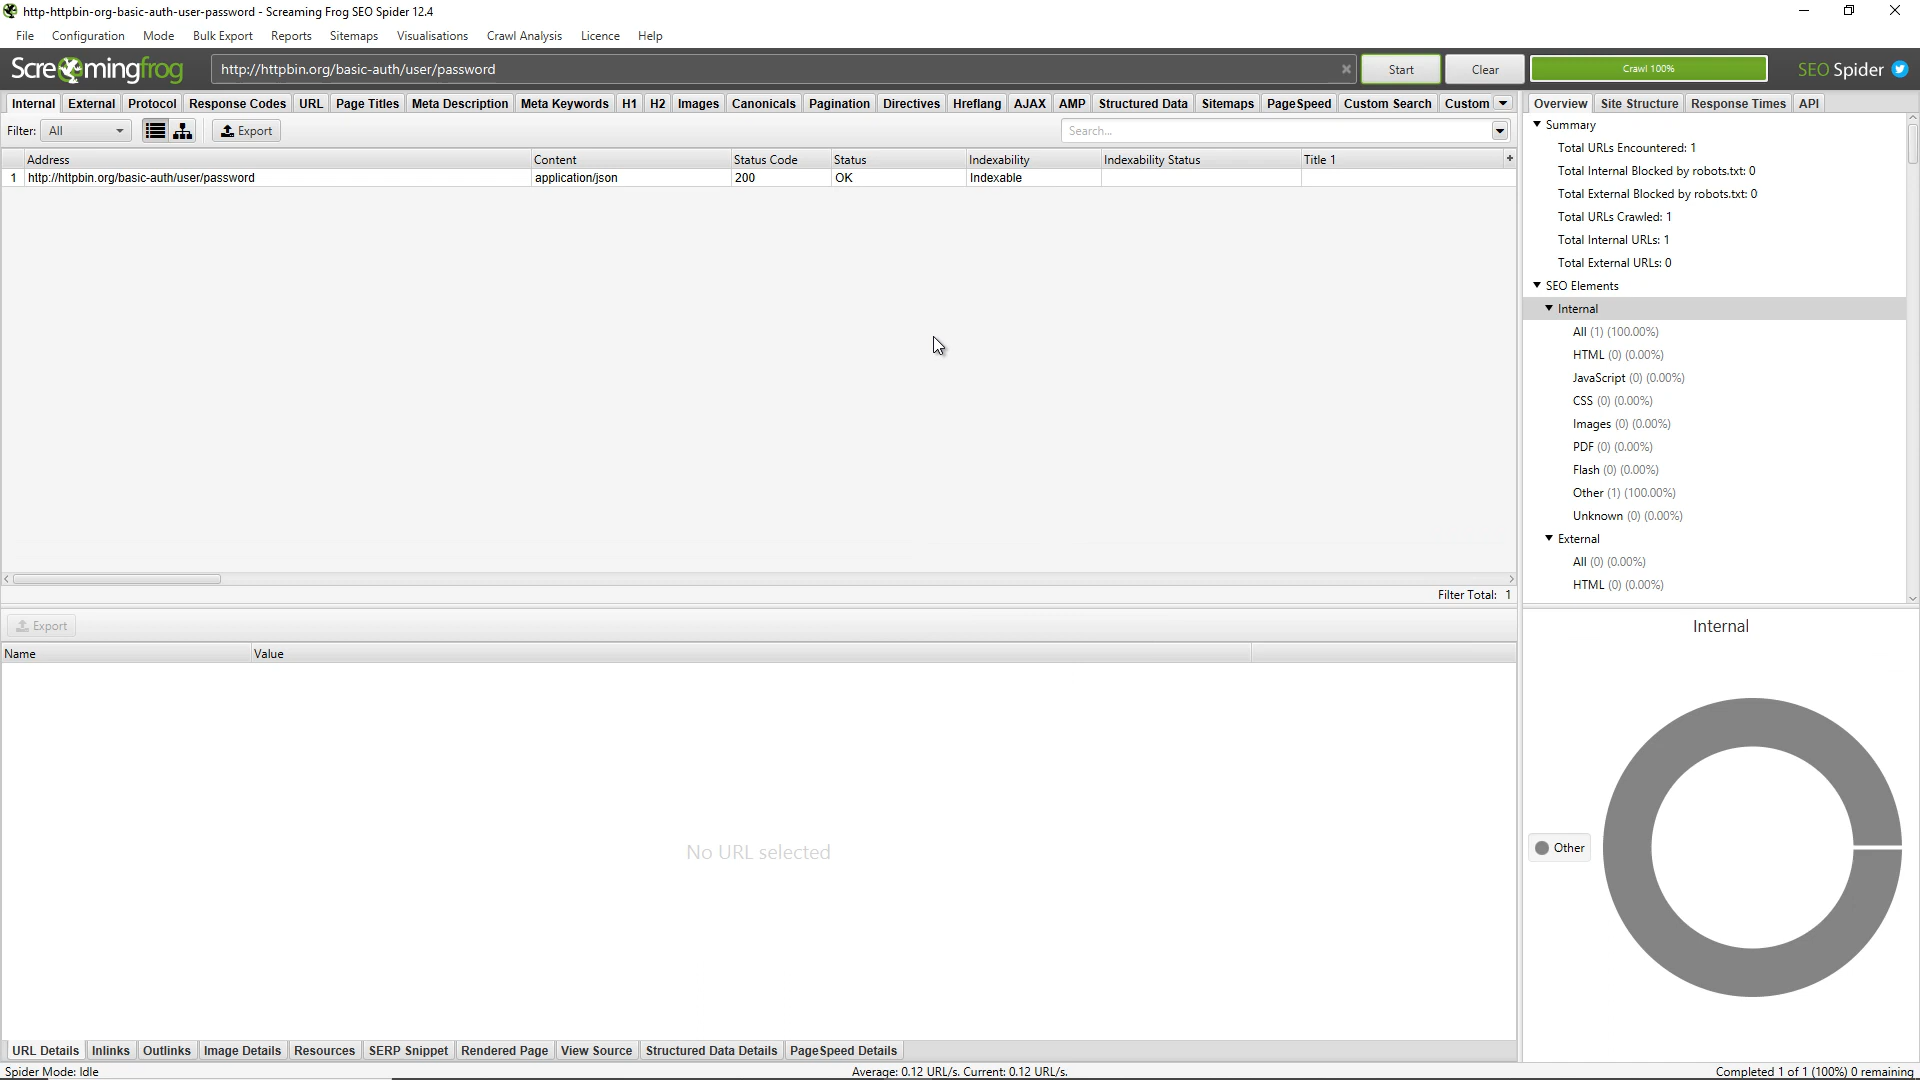 http-httpbin-org-basic-auth-user-password - Screaming Frog SEO Spider 12.4
File Configuration Mode Bulk Export Reports Sitemaps Visualisations Crawl Analysis Licence Help
Screamingfrog http://httpbin.org/basic-auth/user/password Start Clear Crawl 100% SEO Spider
Internal External Protocol Response Codes URL Page Titles Meta Description Meta Keywords H1 H2 Images Canonicals Pagination Directives Hreflang AJAX AMP Structured Data Sitemaps PageSpeed Custom Search Custom
Filter: All Export Search...
Address Content Status Code Status Indexability Indexability Status Title 1 +
1 http://httpbin.org/basic-auth/user/password application/json 200 OK Indexable
Filter Total: 1
Export
Name Value
No URL selected
URL Details Inlinks Outlinks Image Details Resources SERP Snippet Rendered Page View Source Structured Data Details PageSpeed Details
Overview Site Structure Response Times API
Summary
Total URLs Encountered: 1
Total Internal Blocked by robots.txt: 0
Total External Blocked by robots.txt: 0
Total URLs Crawled: 1
Total Internal URLs: 1
Total External URLs: 0
SEO Elements
Internal
All (1) (100.00%)
HTML (0) (0.00%)
JavaScript (0) (0.00%)
CSS (0) (0.00%)
Images (0) (0.00%)
PDF (0) (0.00%)
Flash (0) (0.00%)
Other (1) (100.00%)
Unknown (0) (0.00%)
External
All (0) (0.00%)
HTML (0) (0.00%)
Internal
Other
Spider Mode: Idle Average: 0.12 URL/s. Current: 0.12 URL/s. Completed 1 of 1 (100%) 0 remaining